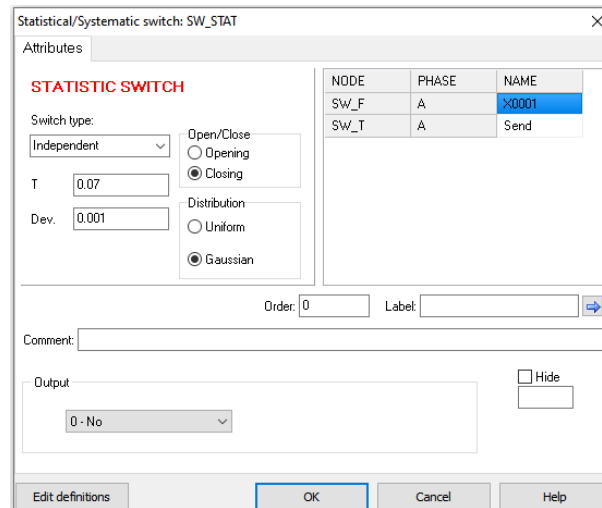 Statistical/Systematic switch: SW_STAT
Attributes
STATISTIC SWITCH
Switch type:
Independent
T 0.07
Dev. 0.001
Open/Close
Opening
Closing
Distribution
Uniform
Gaussian
NODE PHASE NAME
SW_F A X0001
SW_T A Send
Order: 0 Label:
Comment:
Output
0 - No
Hide
Edit definitions OK Cancel Help